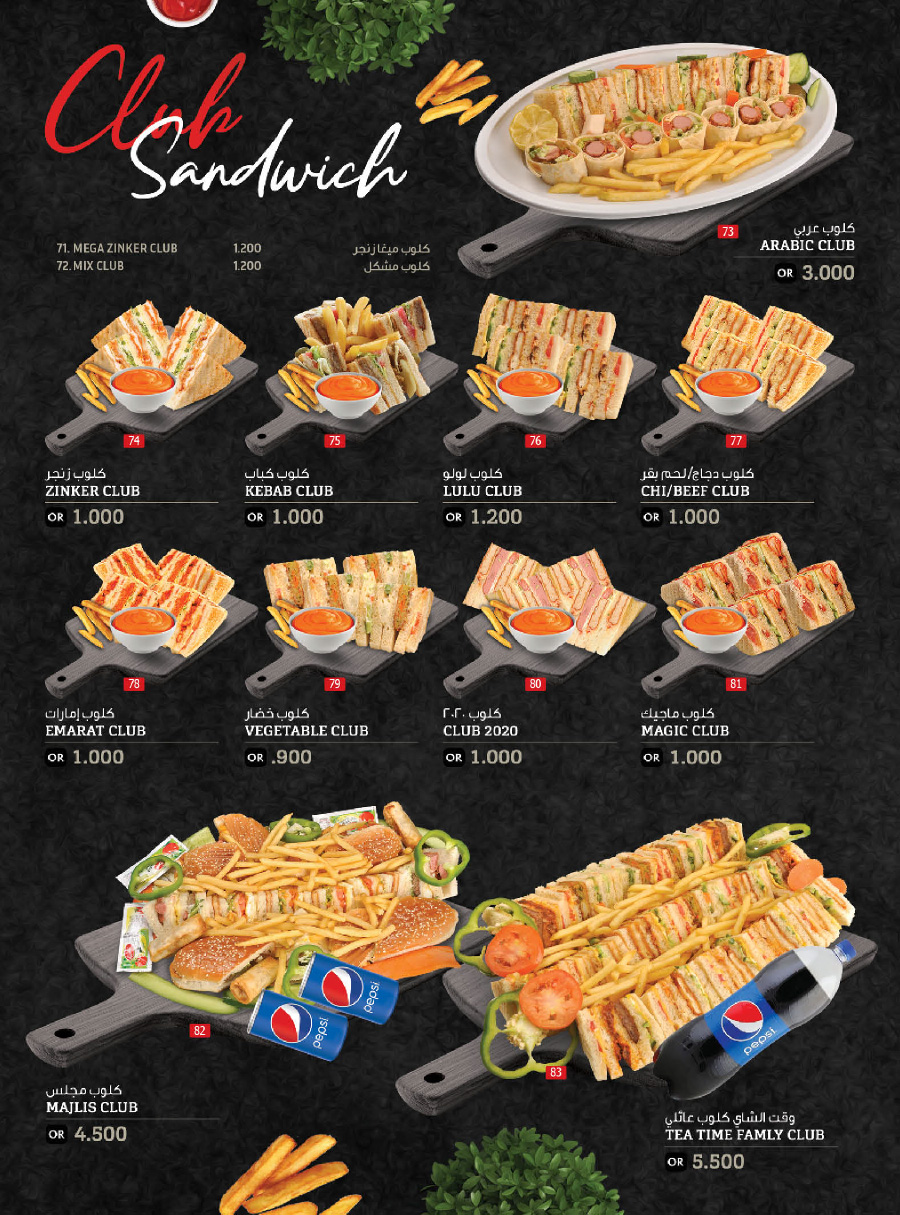 Club
Sandwich
71. MEGA ZINKER CLUB 1.200 كلوب ميغا زنجر
72. MIX CLUB 1.200 كلوب مشكل
73
كلوب عربي
ARABIC CLUB
OR 3.000
74
كلوب زنجر
ZINKER CLUB
OR 1.000
75
كلوب كباب
KEBAB CLUB
OR 1.000
76
كلوب لولو
LULU CLUB
OR 1.200
77
كلوب دجاج/لحم بقر
CHI/BEEF CLUB
OR 1.000
78
كلوب إمارات
EMARAT CLUB
OR 1.000
79
كلوب خضار
VEGETABLE CLUB
OR .900
80
كلوب ٢٠٢٠
CLUB 2020
OR 1.000
81
كلوب ماجيك
MAGIC CLUB
OR 1.000
pepsi
pepsi
82
كلوب مجلس
MAJLIS CLUB
OR 4.500
pepsi
83
وقت الشاي كلوب عائلي
TEA TIME FAMLY CLUB
OR 5.500